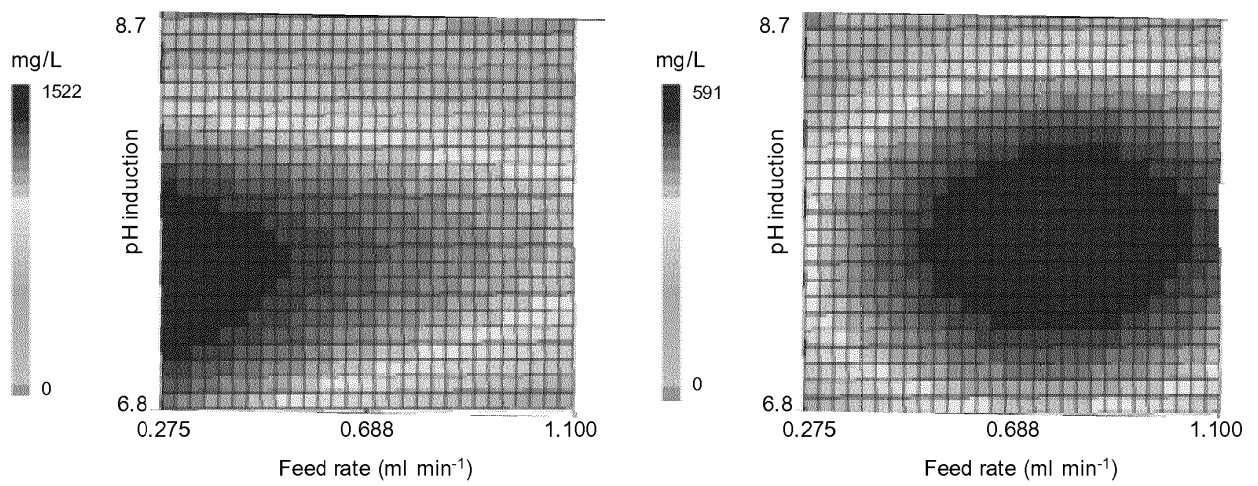 8.7
mg/L
1522
pH induction
0
6.8
0.275 0.688 1.100
Feed rate (ml min⁻¹)
8.7
mg/L
591
pH induction
0
6.8
0.275 0.688 1.100
Feed rate (ml min⁻¹)